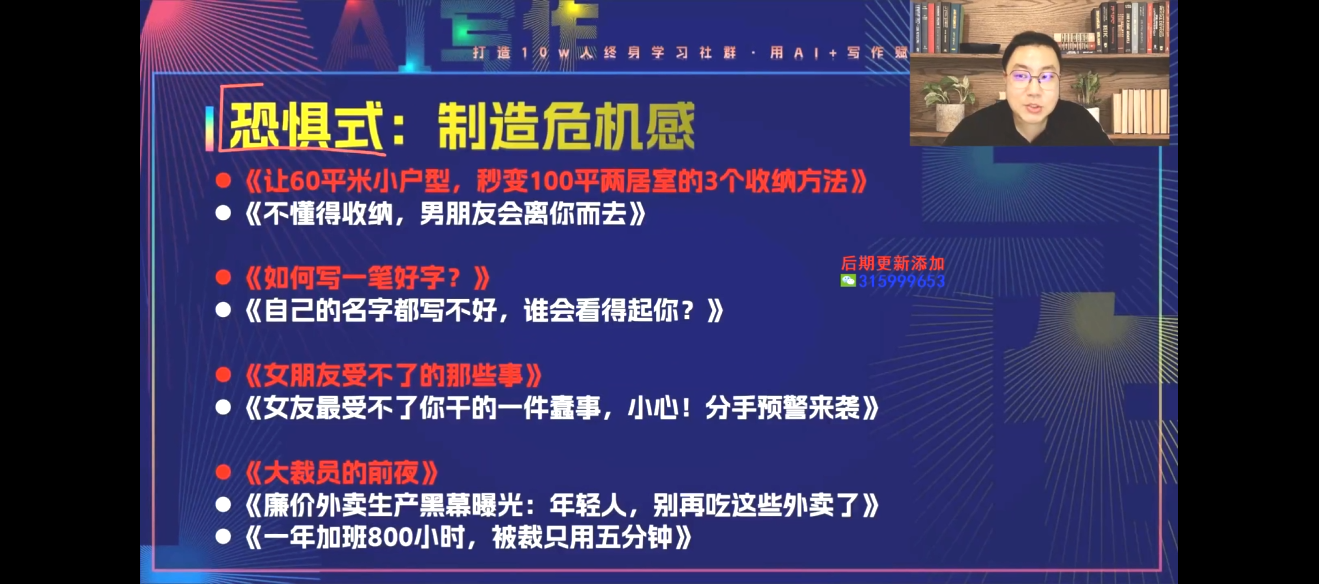 AI写作
打造10w人终身学习社群·用AI+写作赋
恐惧式：制造危机感
● 《让60平米小户型，秒变100平两居室的3个收纳方法》
● 《不懂得收纳，男朋友会离你而去》
● 《如何写一笔好字？》
● 《自己的名字都写不好，谁会看得起你？》
● 《女朋友受不了的那些事》
● 《女友最受不了你干的一件蠢事，小心！分手预警来袭》
● 《大裁员的前夜》
● 《廉价外卖生产黑幕曝光：年轻人，别再吃这些外卖了》
● 《一年加班800小时，被裁只用五分钟》
后期更新添加
315999653